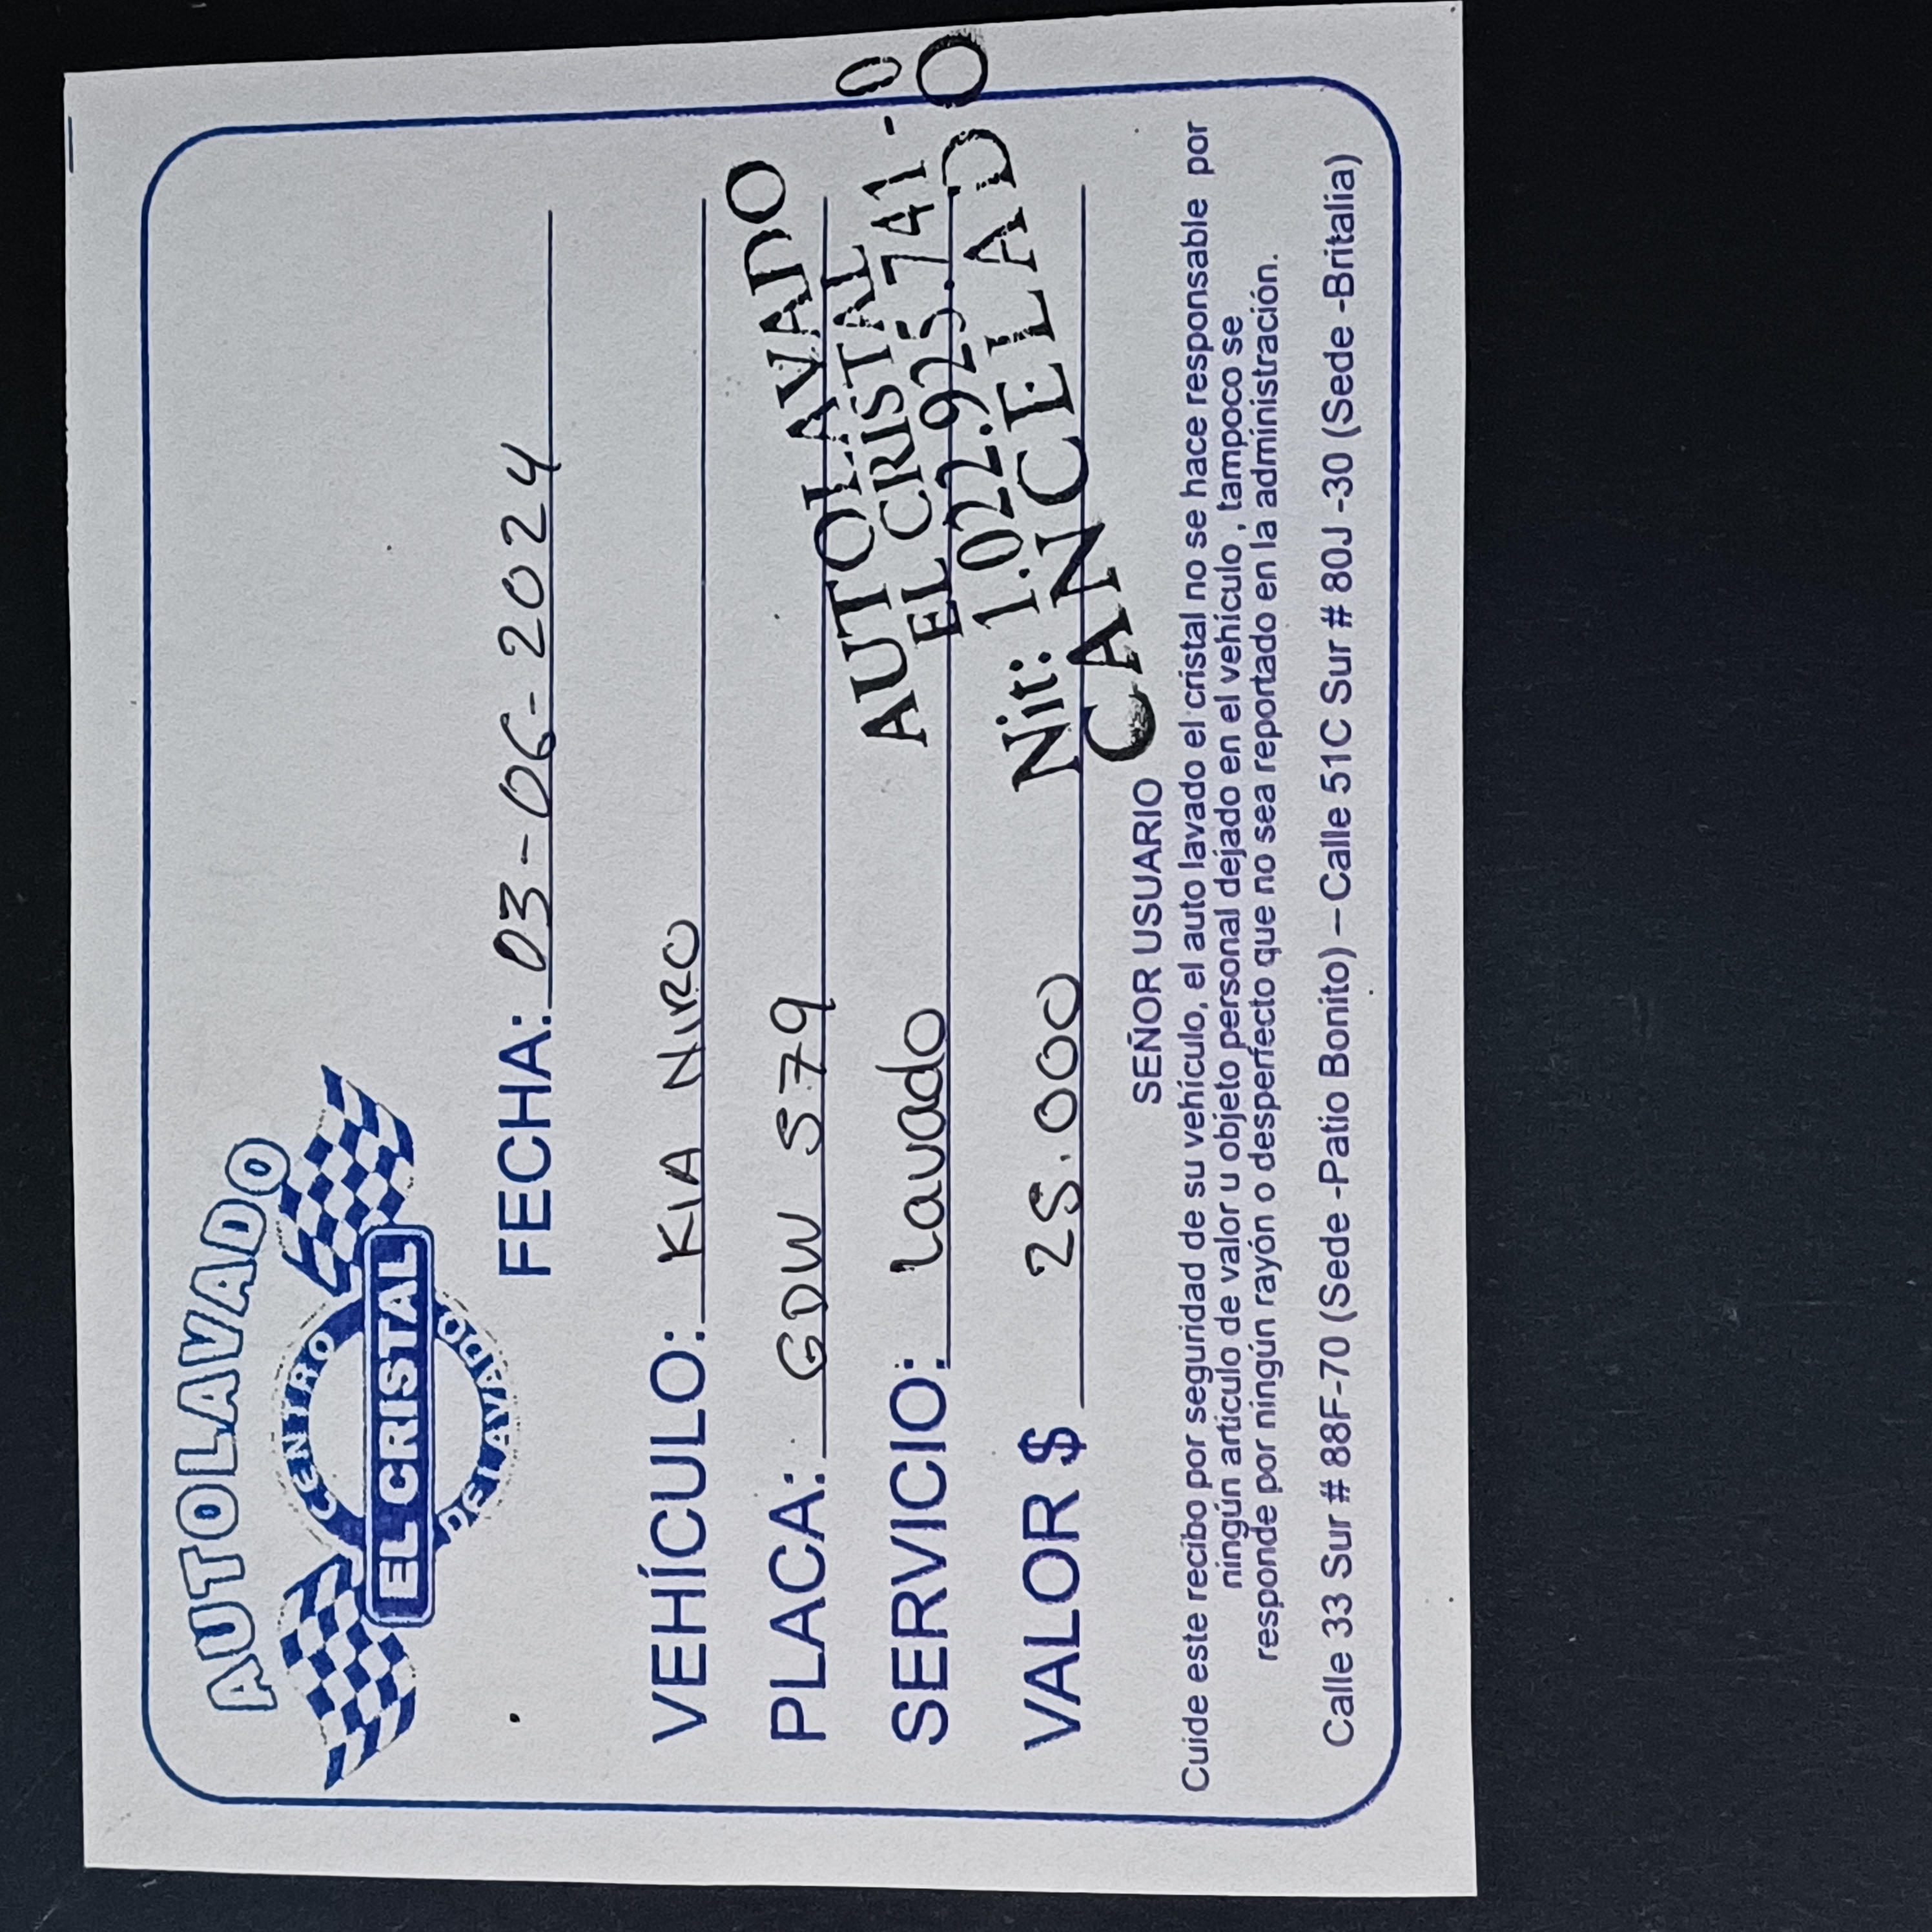 AUTOLAVADO
CENTRO
EL CRISTAL
DE LAVADO
FECHA: 03-06-2024
VEHÍCULO: KIA NIRO
PLACA: GDW 579
SERVICIO: Lavado
VALOR $ 25.000
AUTOLAVADO
EL CRISTAL
Nit: 1.022.925.741-0
CANCELADO
SEÑOR USUARIO
Cuide este recibo por seguridad de su vehículo, el auto lavado el cristal no se hace responsable por
ningún artículo de valor u objeto personal dejado en el vehículo , tampoco se
responde por ningún rayón o desperfecto que no sea reportado en la administración.
Calle 33 Sur # 88F-70 (Sede -Patio Bonito) – Calle 51C Sur # 80J -30 (Sede -Britalia)